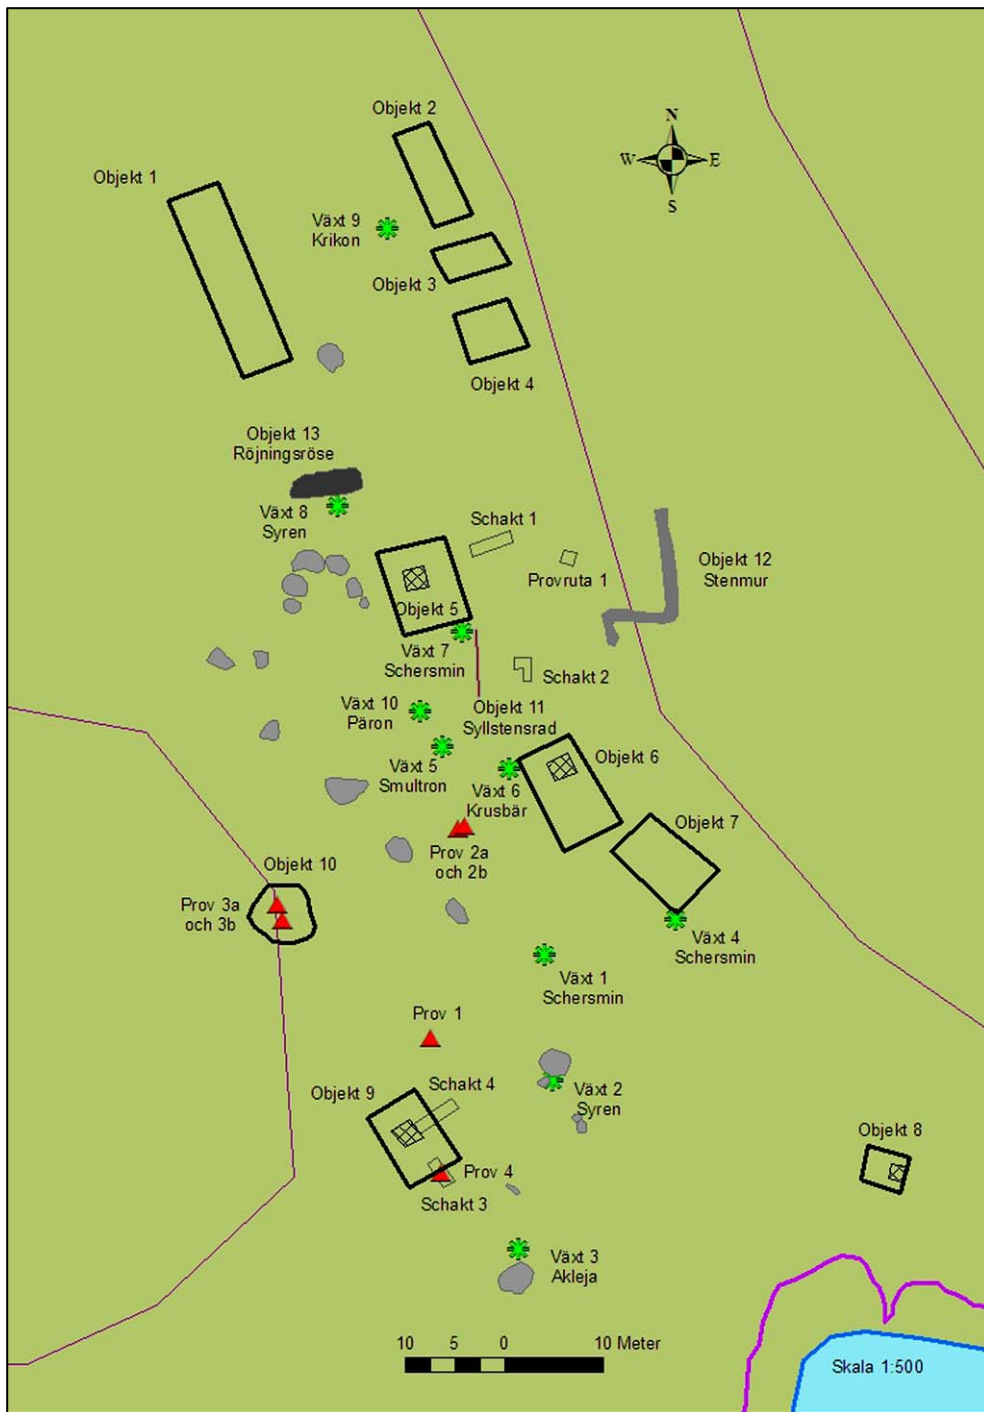 Objekt 2
N
W
E
S
Objekt 1
Växt 9
Krikon
Objekt 3
Objekt 4
Objekt 13
Röjningsröse
Växt 8
Syren
Schakt 1
Provruta 1
Objekt 12
Stenmur
Objekt 5
Växt 7
Schersmin
Schakt 2
Växt 10
Päron
Objekt 11
Syllstensrad
Växt 5
Smultron
Objekt 6
Växt 6
Krusbär
Objekt 7
Prov 2a
och 2b
Objekt 10
Prov 3a
och 3b
Växt 4
Schersmin
Växt 1
Schersmin
Prov 1
Objekt 9
Schakt 4
Växt 2
Syren
Objekt 8
Prov 4
Schakt 3
Växt 3
Akleja
10 5 0 10 Meter
Skala 1:500